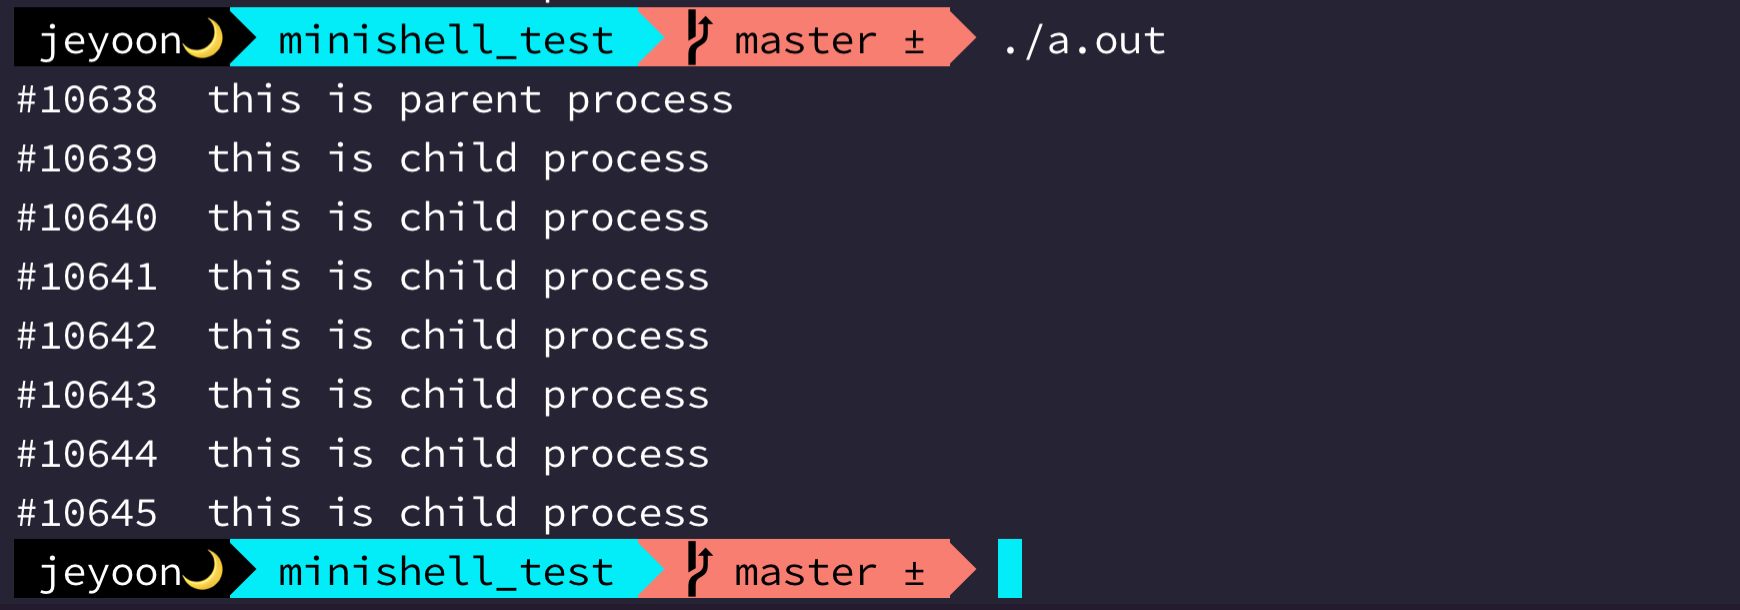 jeyoon🌙 minishell_test master ± ./a.out
#10638 this is parent process
#10639 this is child process
#10640 this is child process
#10641 this is child process
#10642 this is child process
#10643 this is child process
#10644 this is child process
#10645 this is child process
jeyoon🌙 minishell_test master ±